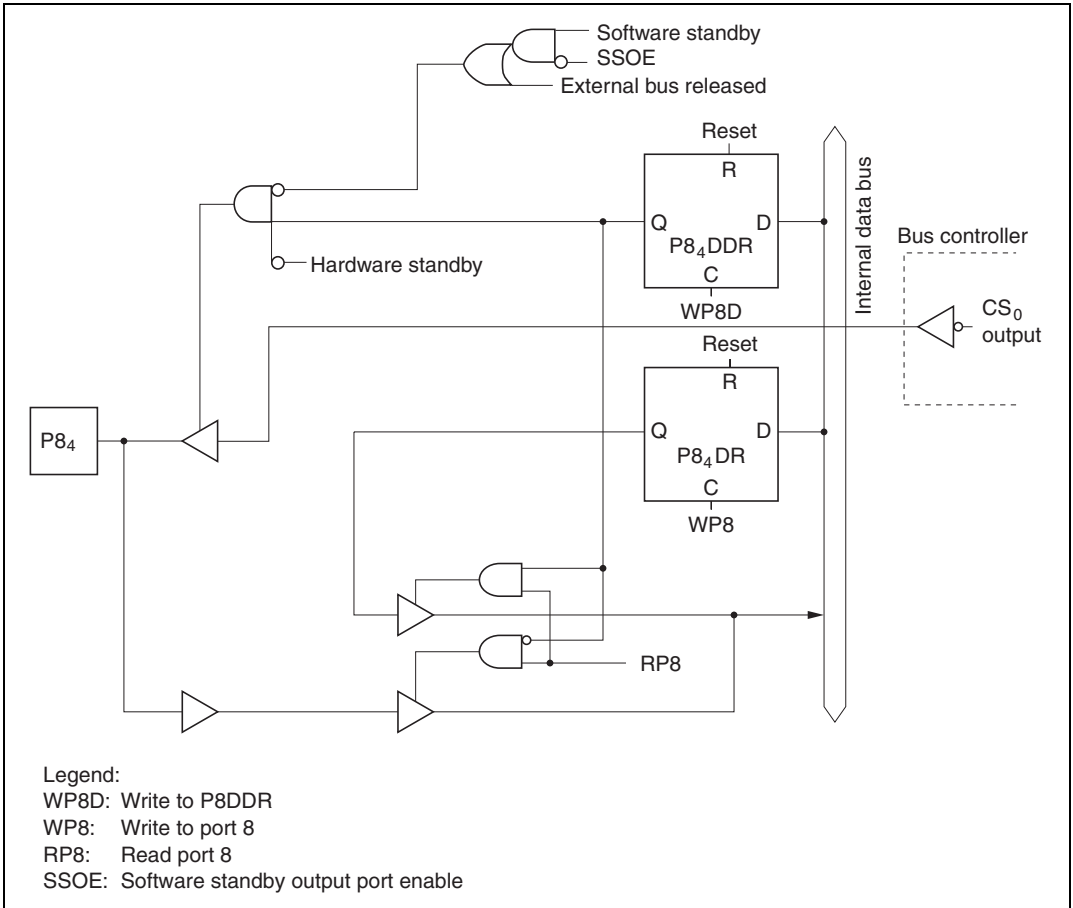 Software standby
SSOE
External bus released
Reset
R
Q D
P8₄DDR
C
WP8D
Internal data bus
Bus controller
CS₀
output
Hardware standby
Reset
R
Q D
P8₄DR
C
WP8
P8₄
RP8
Legend:
WP8D: Write to P8DDR
WP8: Write to port 8
RP8: Read port 8
SSOE: Software standby output port enable